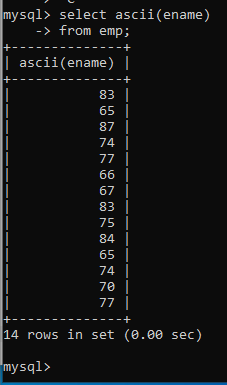 mysql> select ascii(ename)
    -> from emp;
+--------------+
| ascii(ename) |
+--------------+
|           83 |
|           65 |
|           87 |
|           74 |
|           77 |
|           66 |
|           67 |
|           83 |
|           75 |
|           84 |
|           65 |
|           74 |
|           70 |
|           77 |
+--------------+
14 rows in set (0.00 sec)
mysql>